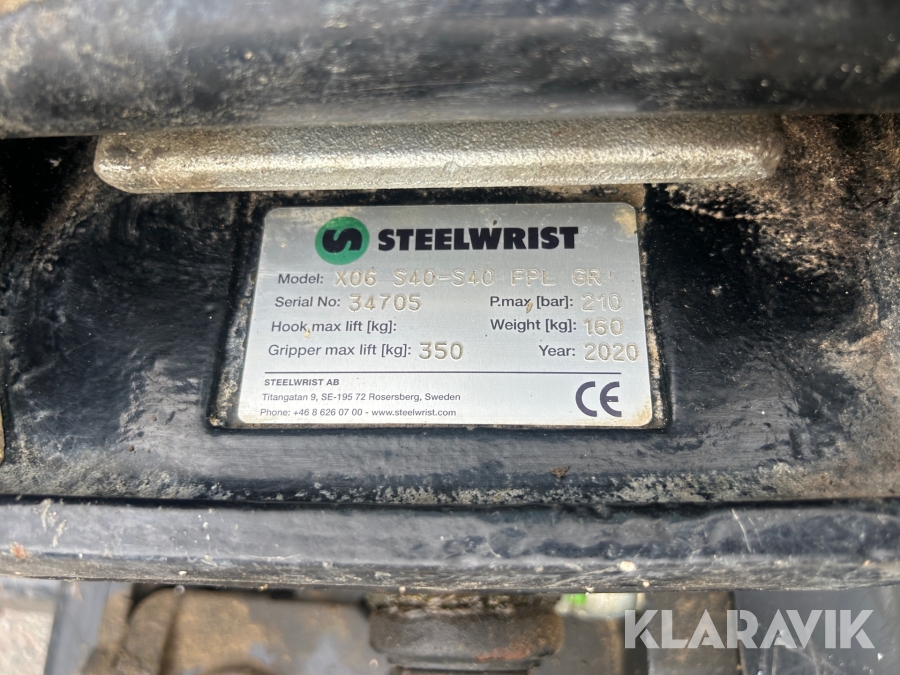 STEELWRIST
Model: X06 S40-S40 FPL GR
Serial No: 34705 P.max [bar]: 210
Hook max lift [kg]: Weight [kg]: 160
Gripper max lift [kg]: 350 Year: 2020
STEELWRIST AB
Titangatan 9, SE-195 72 Rosersberg, Sweden
Phone: +46 8 626 07 00 - www.steelwrist.com
CE
KLARAVIK